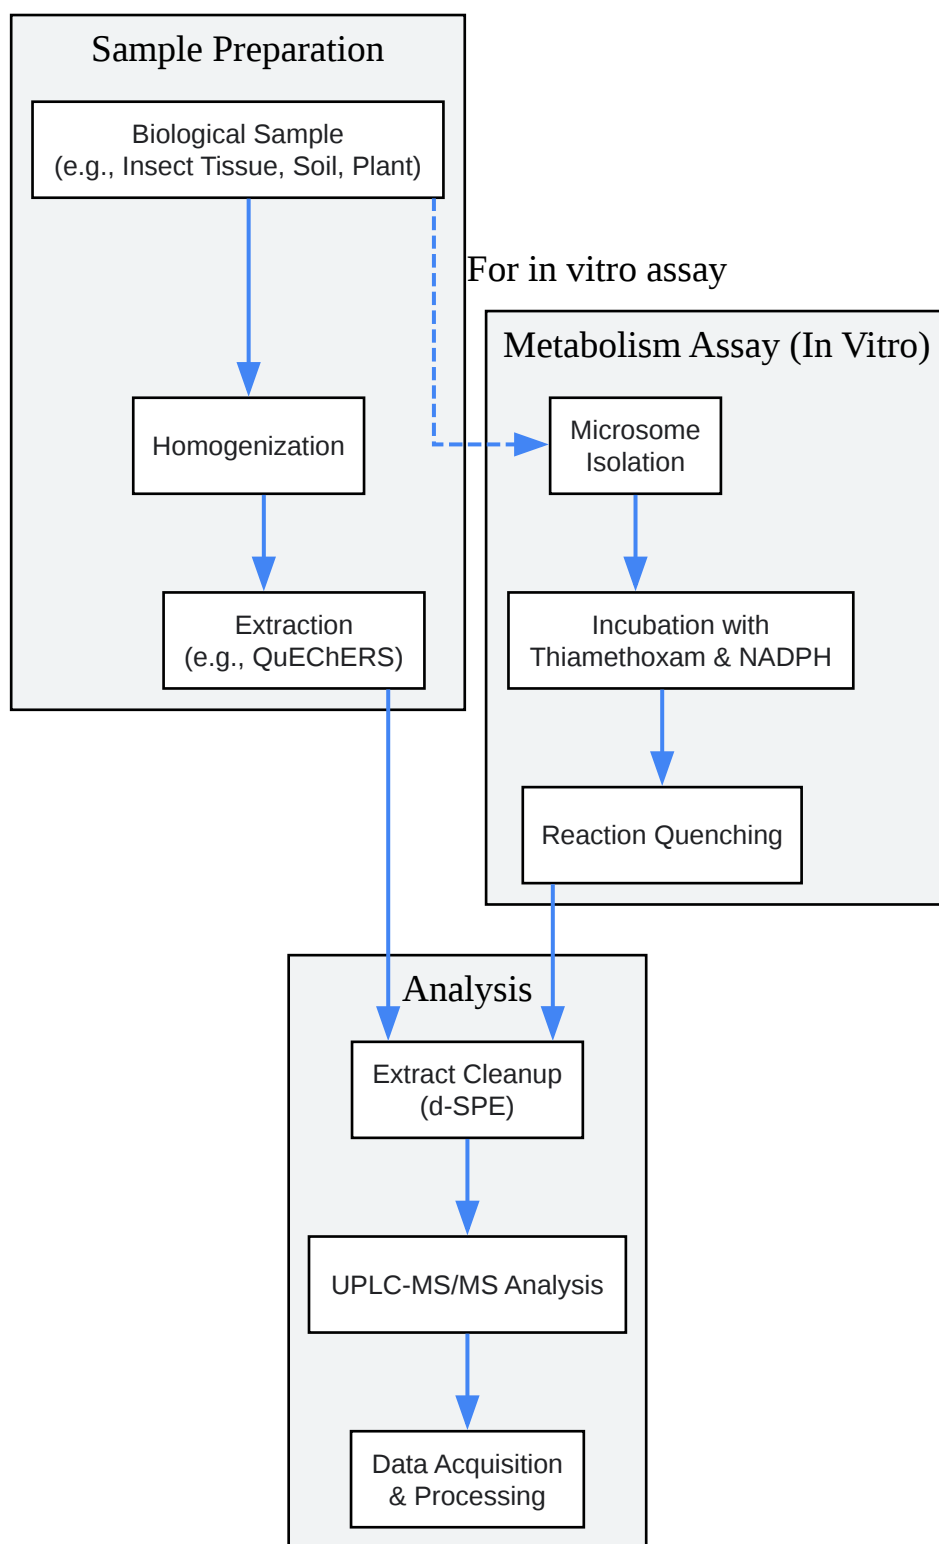 Sample Preparation
Biological Sample
(e.g., Insect Tissue, Soil, Plant)
For in vitro assay
Metabolism Assay (In Vitro)
Homogenization
Microsome
Isolation
Extraction
(e.g., QuEChERS)
Incubation with
Thiamethoxam & NADPH
Reaction Quenching
Analysis
Extract Cleanup
(d-SPE)
UPLC-MS/MS Analysis
Data Acquisition
& Processing